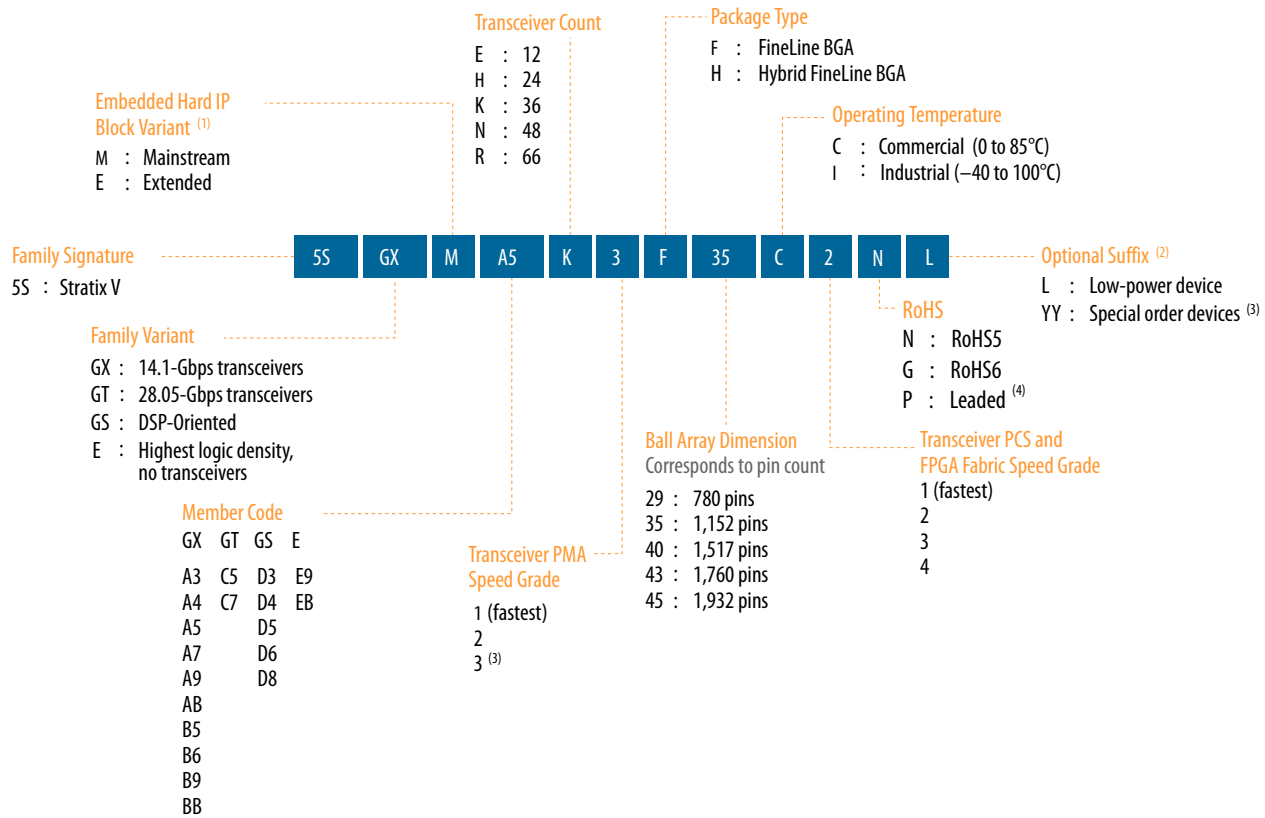 Transceiver Count
E : 12
H : 24
K : 36
N : 48
R : 66
Package Type
F : FineLine BGA
H : Hybrid FineLine BGA
Embedded Hard IP
Block Variant (1)
M : Mainstream
E : Extended
Operating Temperature
C : Commercial (0 to 85°C)
I : Industrial (–40 to 100°C)
Family Signature
5S : Stratix V
5S GX M A5 K 3 F 35 C 2 N L
Optional Suffix (2)
L : Low-power device
YY : Special order devices (3)
RoHS
N : RoHS5
G : RoHS6
P : Leaded (4)
Family Variant
GX : 14.1-Gbps transceivers
GT : 28.05-Gbps transceivers
GS : DSP-Oriented
E : Highest logic density,
no transceivers
Member Code
GX GT GS E
A3 C5 D3 E9
A4 C7 D4 EB
A5 D5
A7 D6
A9 D8
AB
B5
B6
B9
BB
Transceiver PMA
Speed Grade
1 (fastest)
2
3 (3)
Ball Array Dimension
Corresponds to pin count
29 : 780 pins
35 : 1,152 pins
40 : 1,517 pins
43 : 1,760 pins
45 : 1,932 pins
Transceiver PCS and
FPGA Fabric Speed Grade
1 (fastest)
2
3
4